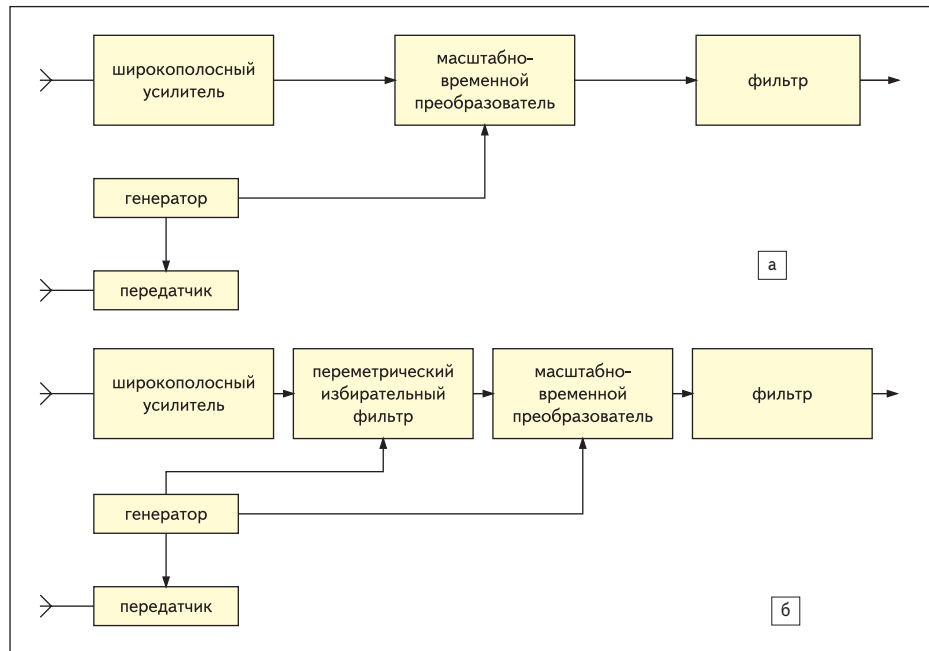 широкополосный
усилитель
масштабно-
временной
преобразователь
фильтр
генератор
передатчик
а
широкополосный
усилитель
переметрический
избирательный
фильтр
масштабно-
временной
преобразователь
фильтр
генератор
передатчик
б